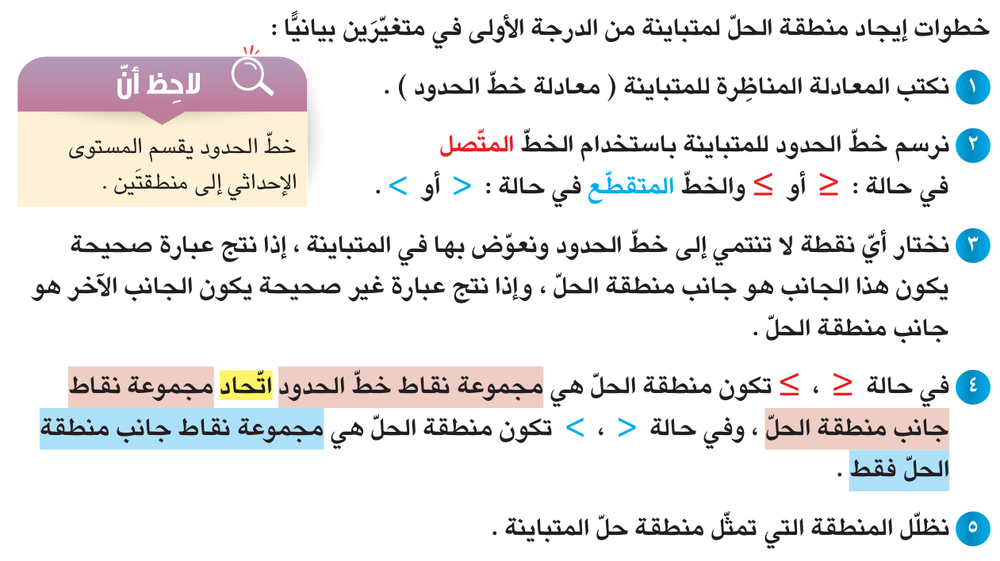 خطوات إيجاد منطقة الحلّ لمتباينة من الدرجة الأولى في متغيّرَين بيانيًّا :
لاحِظ أنّ
خطّ الحدود يقسم المستوى
الإحداثي إلى منطقتَين .
١ نكتب المعادلة المناظِرة للمتباينة ( معادلة خطّ الحدود ) .
٢ نرسم خطّ الحدود للمتباينة باستخدام الخطّ المتّصل
في حالة : ≤ أو ≥ والخطّ المتقطّع في حالة : < أو > .
٣ نختار أيّ نقطة لا تنتمي إلى خطّ الحدود ونعوّض بها في المتباينة ، إذا نتج عبارة صحيحة
يكون هذا الجانب هو جانب منطقة الحلّ ، وإذا نتج عبارة غير صحيحة يكون الجانب الآخر هو
جانب منطقة الحلّ .
٤ في حالة ≤ ، ≥ تكون منطقة الحلّ هي مجموعة نقاط خطّ الحدود اتّحاد مجموعة نقاط
جانب منطقة الحلّ ، وفي حالة < ، > تكون منطقة الحلّ هي مجموعة نقاط جانب منطقة
الحلّ فقط .
٥ نظلّل المنطقة التي تمثّل منطقة حلّ المتباينة .